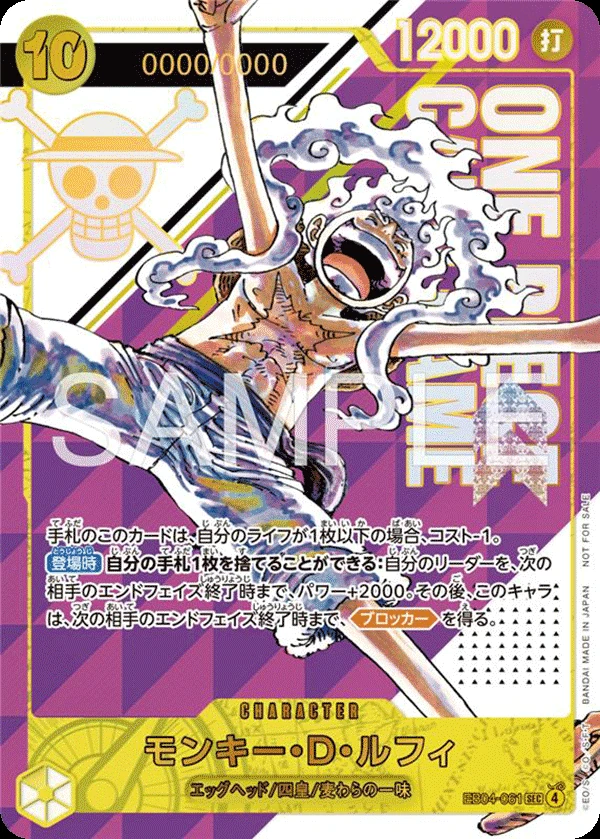 10
0000/0000
12000
打
ONE PIECE
CARD GAME
SAMPLE
手札のこのカードは、自分のライフが1枚以下の場合、コスト-1。
登場時 自分の手札1枚を捨てることができる:自分のリーダーを、次の
相手のエンドフェイズ終了時まで、パワー+2000。その後、このキャラ
は、次の相手のエンドフェイズ終了時まで、ブロッカー を得る。
CHARACTER
モンキー・D・ルフィ
エッグヘッド/四皇/麦わらの一味
EB04-061 SEC 4
BANDAI MADE IN JAPAN NOT FOR SALE